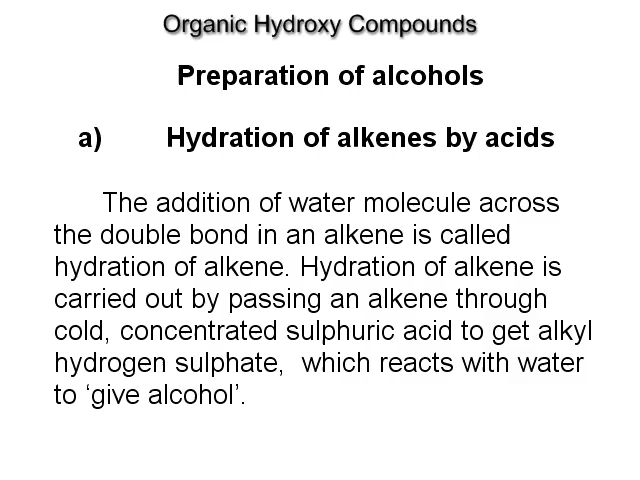 Organic Hydroxy Compounds
Preparation of alcohols
a) Hydration of alkenes by acids
The addition of water molecule across
the double bond in an alkene is called
hydration of alkene. Hydration of alkene is
carried out by passing an alkene through
cold, concentrated sulphuric acid to get alkyl
hydrogen sulphate,  which reacts with water
to ‘give alcohol’.